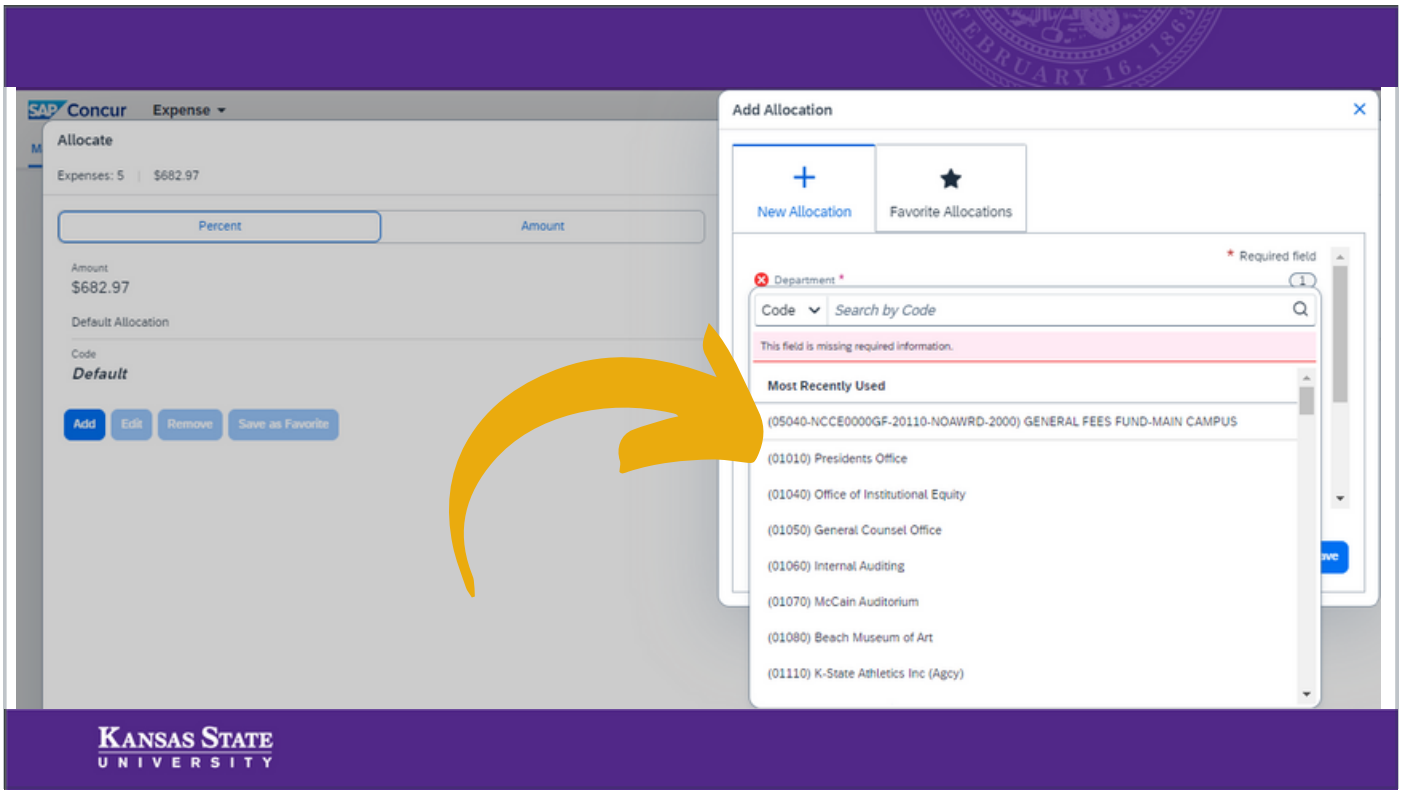 FEBRUARY 16, 1863
SAP Concur Expense
M
Allocate
Expenses: 5 | $682.97
Percent Amount
Amount
$682.97
Default Allocation
Code
Default
Add Edit Remove Save as Favorite
Add Allocation
New Allocation Favorite Allocations
* Required field
Department * 1
Code Search by Code
This field is missing required information.
Most Recently Used
(05040-NCCE0000GF-20110-NOAWRD-2000) GENERAL FEES FUND-MAIN CAMPUS
(01010) Presidents Office
(01040) Office of Institutional Equity
(01050) General Counsel Office
(01060) Internal Auditing
(01070) McCain Auditorium
(01080) Beach Museum of Art
(01110) K-State Athletics Inc (Agcy)
KANSAS STATE
UNIVERSITY